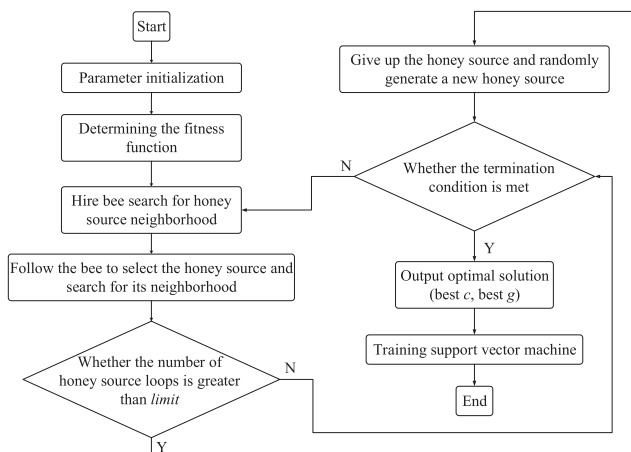 Start
Parameter initialization
Determining the fitness
function
Hire bee search for honey
source neighborhood
Follow the bee to select the honey source and
search for its neighborhood
Whether the number of
honey source loops is greater
than limit
N
Y
Give up the honey source and randomly
generate a new honey source
Whether the termination
condition is met
N
Y
Output optimal solution
(best c, best g)
Training support vector machine
End